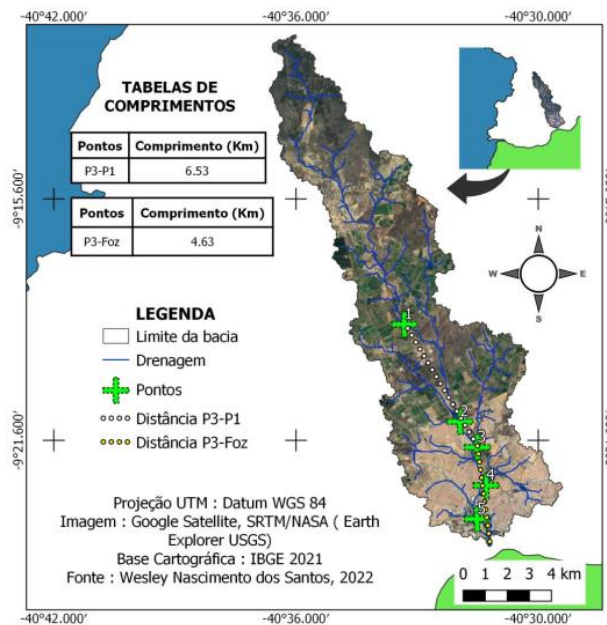 -40°42.000' -40°36.000' -40°30.000'
TABELAS DE
COMPRIMENTOS
Pontos Comprimento (Km)
P3-P1 6.53
Pontos Comprimento (Km)
P3-Foz 4.63
-9°15.600'
N
W E
S
LEGENDA
Limite da bacia
Drenagem
Pontos
Distância P3-P1
Distância P3-Foz
1
2
3
4
5
-9°21.600'
Projeção UTM : Datum WGS 84
Imagem : Google Satellite, SRTM/NASA ( Earth
Explorer USGS)
Base Cartográfica : IBGE 2021
Fonte : Wesley Nascimento dos Santos, 2022
0 1 2 3 4 km
-40°42.000' -40°36.000' -40°30.000'